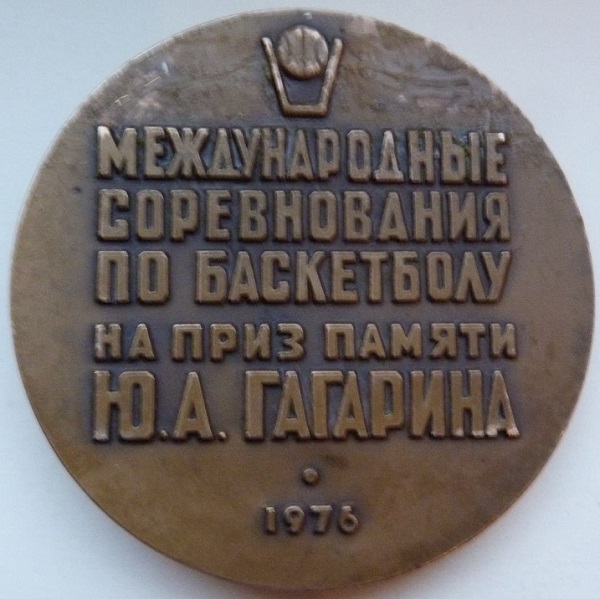 МЕЖДУНАРОДНЫЕ
СОРЕВНОВАНИЯ
ПО БАСКЕТБОЛУ
НА ПРИЗ ПАМЯТИ
Ю.А. ГАГАРИНА
1976